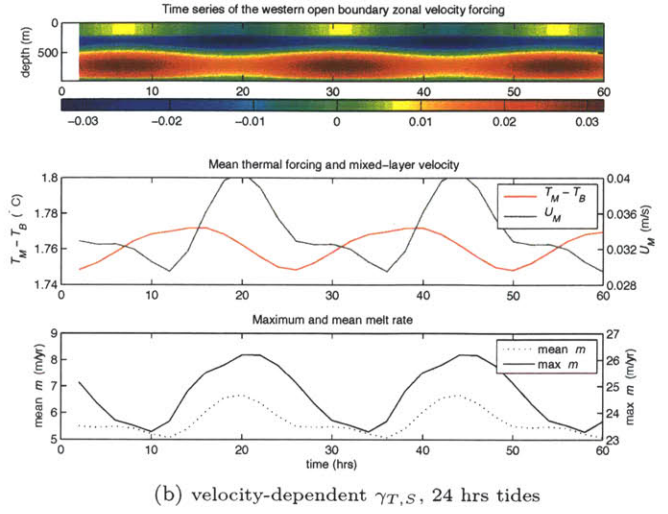 Time series of the western open boundary zonal velocity forcing
depth (m)
0
500
0 10 20 30 40 50 60
−0.03 −0.02 −0.01 0 0.01 0.02 0.03
Mean thermal forcing and mixed−layer velocity
T_M − T_B (°C)
1.8
1.78
1.76
1.74
T_M − T_B
U_M
0.04
0.036
0.032
0.028
U_M (m/s)
0 10 20 30 40 50 60
Maximum and mean melt rate
mean m (m/yr)
9
8
7
6
5
mean m
max m
27
26
25
24
23
max m (m/yr)
0 10 20 30 40 50 60
time (hrs)
(b) velocity-dependent γ_{T,S}, 24 hrs tides